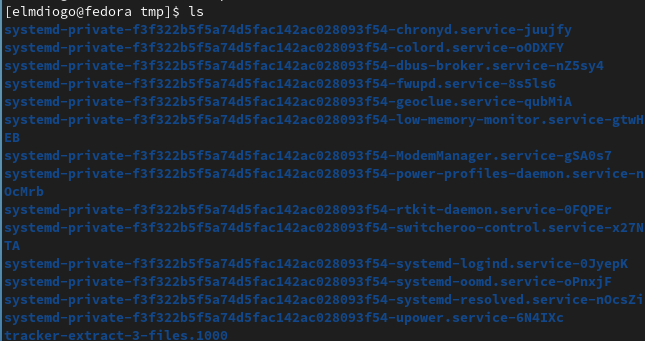 [elmdiogo@fedora tmp]$ ls
systemd-private-f3f322b5f5a74d5fac142ac028093f54-chronyd.service-juujfy
systemd-private-f3f322b5f5a74d5fac142ac028093f54-colord.service-oODXFY
systemd-private-f3f322b5f5a74d5fac142ac028093f54-dbus-broker.service-nZ5sy4
systemd-private-f3f322b5f5a74d5fac142ac028093f54-fwupd.service-8s5ls6
systemd-private-f3f322b5f5a74d5fac142ac028093f54-geoclue.service-qubMiA
systemd-private-f3f322b5f5a74d5fac142ac028093f54-low-memory-monitor.service-gtwH
EB
systemd-private-f3f322b5f5a74d5fac142ac028093f54-ModemManager.service-gSA0s7
systemd-private-f3f322b5f5a74d5fac142ac028093f54-power-profiles-daemon.service-n
OcMrb
systemd-private-f3f322b5f5a74d5fac142ac028093f54-rtkit-daemon.service-0FQPEr
systemd-private-f3f322b5f5a74d5fac142ac028093f54-switcheroo-control.service-x27N
TA
systemd-private-f3f322b5f5a74d5fac142ac028093f54-systemd-logind.service-0JyepK
systemd-private-f3f322b5f5a74d5fac142ac028093f54-systemd-oomd.service-oPnxjF
systemd-private-f3f322b5f5a74d5fac142ac028093f54-systemd-resolved.service-nOcsZi
systemd-private-f3f322b5f5a74d5fac142ac028093f54-upower.service-6N4IXc
tracker-extract-3-files.1000